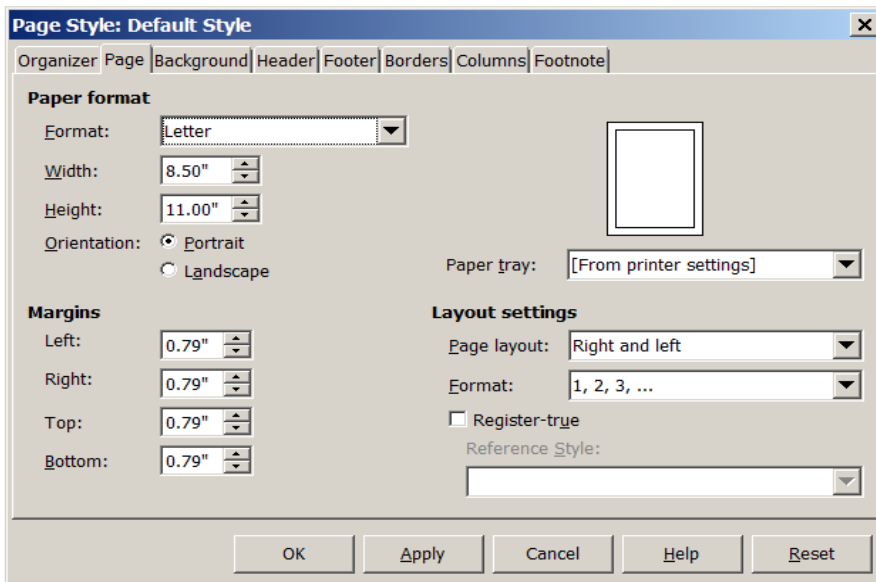 Page Style: Default Style
Organizer Page Background Header Footer Borders Columns Footnote
Paper format
Format: Letter
Width: 8.50"
Height: 11.00"
Orientation: Portrait
Landscape
Paper tray: [From printer settings]
Margins
Left: 0.79"
Right: 0.79"
Top: 0.79"
Bottom: 0.79"
Layout settings
Page layout: Right and left
Format: 1, 2, 3, ...
Register-true
Reference Style:
OK Apply Cancel Help Reset